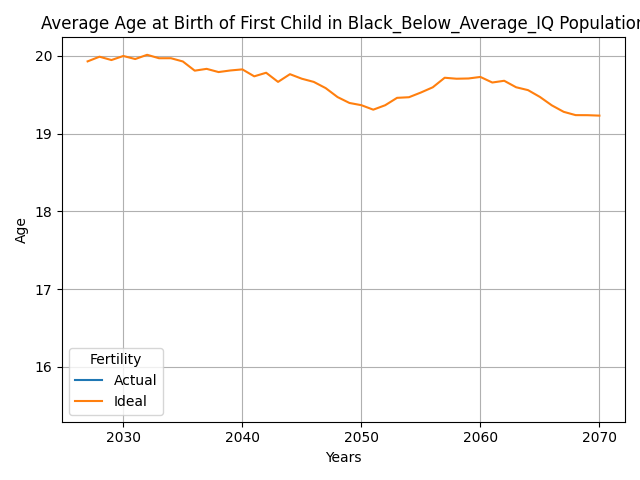 Average Age at Birth of First Child in Black_Below_Average_IQ Population
20
19
18
17
16
Age
Fertility
Actual
Ideal
2030 2040 2050 2060 2070
Years